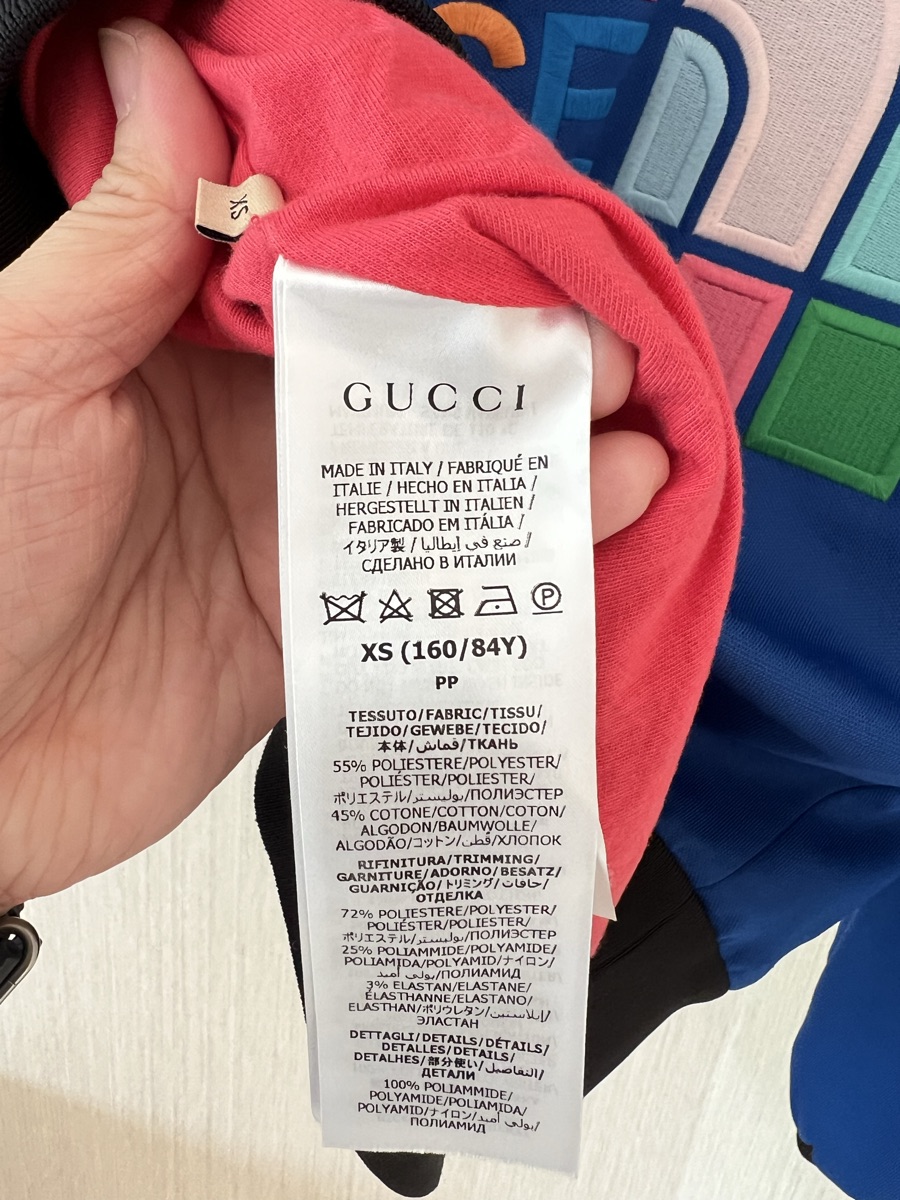 XS
GUCCI
MADE IN ITALY / FABRIQUÉ EN
ITALIE / HECHO EN ITALIA /
HERGESTELLT IN ITALIEN /
FABRICADO EM ITÁLIA /
イタリア製 / صنع في إيطاليا /
СДЕЛАНО В ИТАЛИИ
P
XS (160/84Y)
PP
TESSUTO/FABRIC/TISSU/
TEJIDO/GEWEBE/TECIDO/
本体/قماش/ТКАНЬ
55% POLIESTERE/POLYESTER/
POLIÉSTER/POLIESTER/
ポリエステル/بوليستر/ПОЛИЭСТЕР
45% COTONE/COTTON/COTON/
ALGODON/BAUMWOLLE/
ALGODÃO/コットン/قطن/ХЛОПОК
RIFINITURA/TRIMMING/
GARNITURE/ADORNO/BESATZ/
GUARNIÇÃO/トリミング/حافات/
ОТДЕЛКА
72% POLIESTERE/POLYESTER/
POLIÉSTER/POLIESTER/
ポリエステル/بوليستر/ПОЛИЭСТЕР
25% POLIAMMIDE/POLYAMIDE/
POLIAMIDA/POLYAMID/ナイロン/
بولي أميد/ПОЛИАМИД
3% ELASTAN/ELASTANE/
ÉLASTHANNE/ELASTANO/
ELASTHAN/ポリウレタン/إيلاستين/
ЭЛАСТАН
DETTAGLI/DETAILS/DÉTAILS/
DETALLES/DETAILS/
DETALHES/部分使い/التفاصيل/
ДЕТАЛИ
100% POLIAMMIDE/
POLYAMIDE/POLIAMIDA/
POLYAMID/ナイロン/بولي أميد/
ПОЛИАМИД